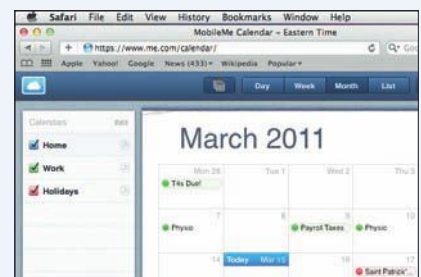 Safari File Edit View History Bookmarks Window Help
MobileMe Calendar – Eastern Time
https://www.me.com/calendar/
Apple Yahoo! Google News (433) Wikipedia Popular
Day Week Month List
Calendars Edit
Home
Work
Holidays
March 2011
Mon 28 Tue 1 Wed 2 Thu 3
T4s Due!
7 8 9 10
Physio Payroll Taxes Physio
14 Today Mar 15 16 17
Saint Patrick'...